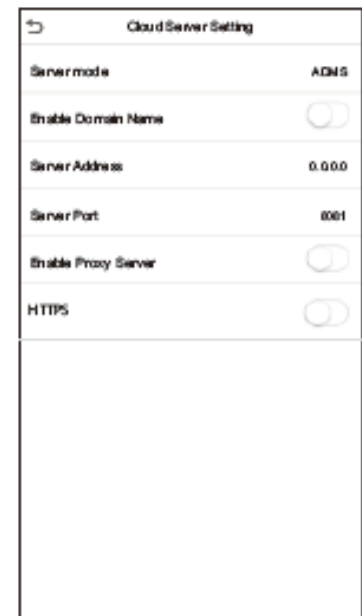 Cloud Server Setting
Server mode ADMS
Enable Domain Name
Server Address 0.0.0.0
Server Port 8081
Enable Proxy Server
HTTPS